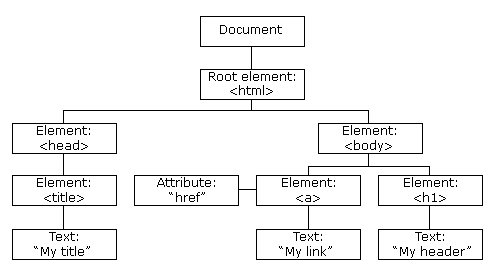 Document
Root element:
<html>
Element:
<head>
Element:
<body>
Element:
<title>
Attribute:
“href”
Element:
<a>
Element:
<h1>
Text:
“My title”
Text:
“My link”
Text:
“My header”